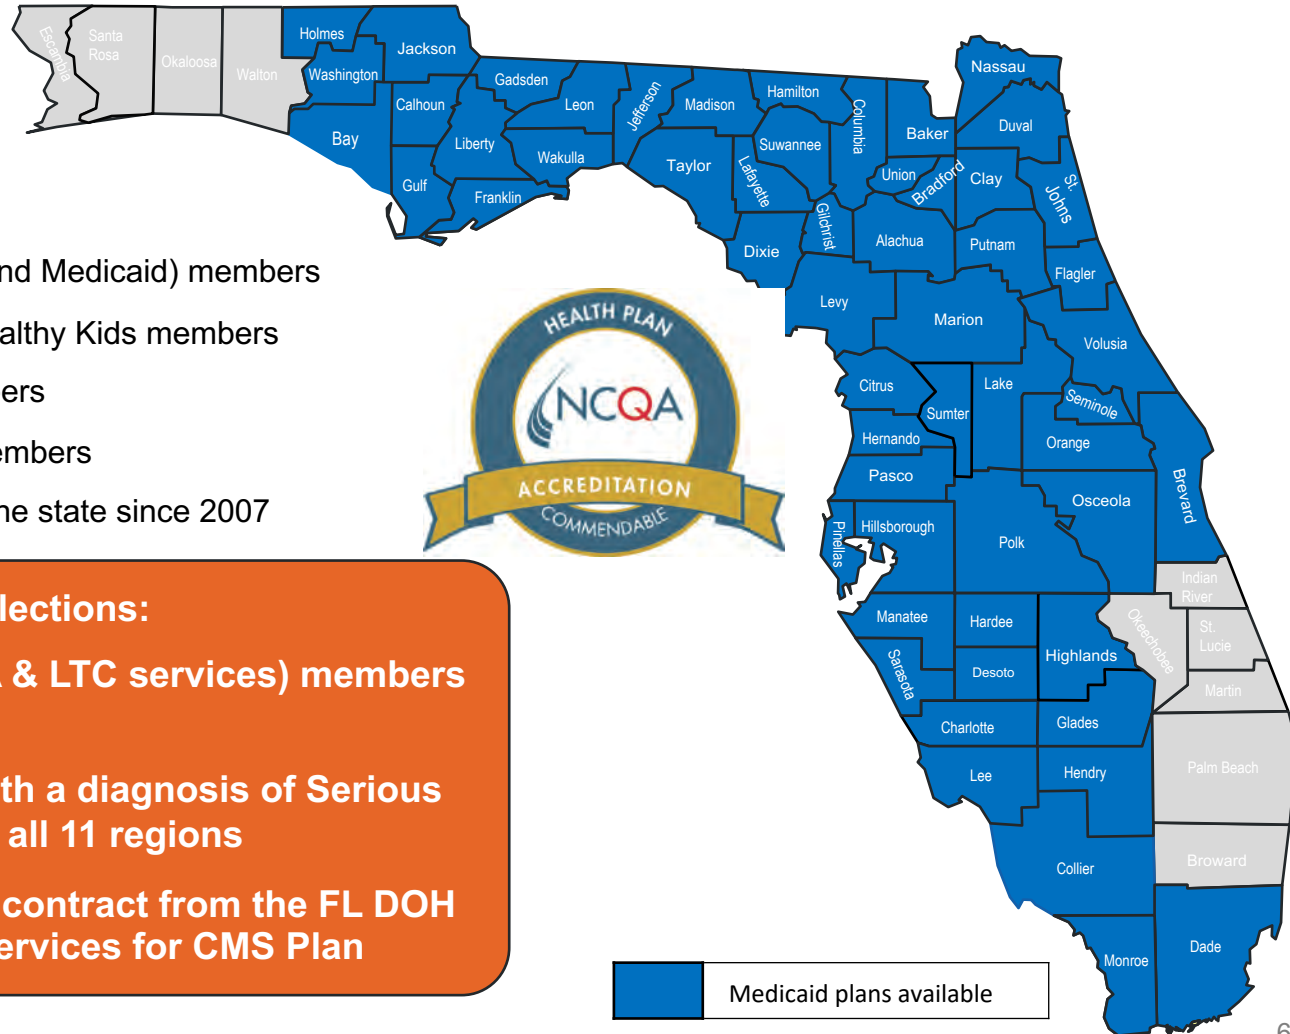 Escambia
Santa
Rosa
Okaloosa
Walton
Holmes
Washington
Jackson
Bay
Calhoun
Gulf
Liberty
Gadsden
Franklin
Leon
Wakulla
Jefferson
Madison
Taylor
Hamilton
Suwannee
Lafayette
Dixie
Columbia
Gilchrist
Baker
Union
Bradford
Alachua
Nassau
Duval
Clay
St.
Johns
Putnam
Flagler
Levy
Marion
Volusia
Citrus
Sumter
Lake
Seminole
Hernando
Orange
Pasco
Osceola
Brevard
Pinellas
Hillsborough
Polk
Indian
River
Manatee
Hardee
Okeechobee
St.
Lucie
Sarasota
Desoto
Highlands
Martin
Charlotte
Glades
Lee
Hendry
Palm Beach
Collier
Broward
Monroe
Dade
nd Medicaid) members
althy Kids members
ers
embers
ne state since 2007
HEALTH PLAN
NCQA
ACCREDITATION
COMMENDABLE
lections:
& LTC services) members
th a diagnosis of Serious
all 11 regions
contract from the FL DOH
ervices for CMS Plan
Medicaid plans available
6